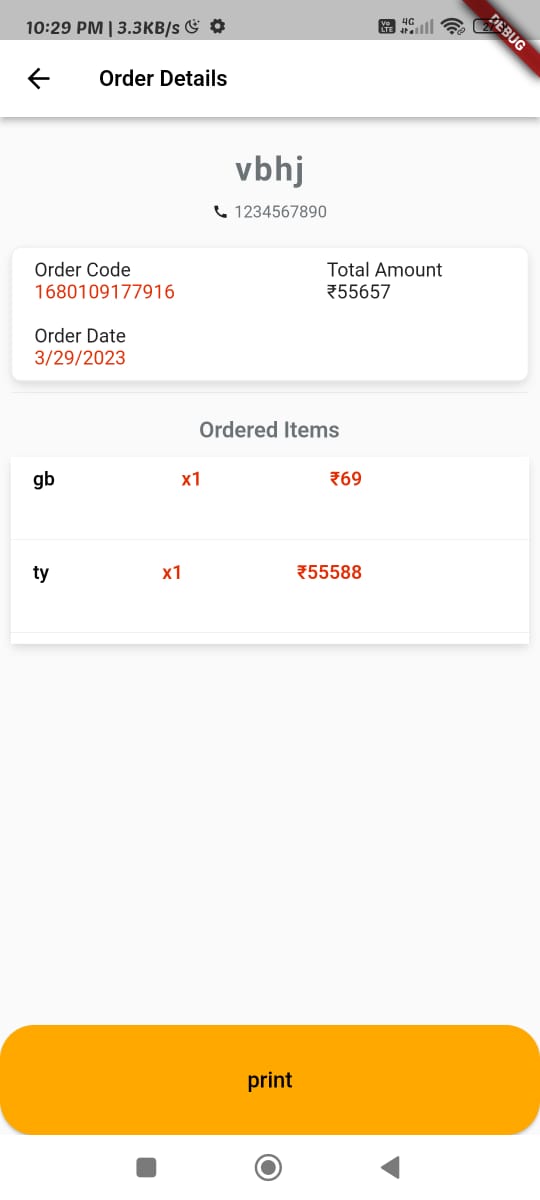 10:29 PM | 3.3KB/s
Vo LTE 4G
DEBUG
Order Details
vbhj
1234567890
Order Code Total Amount
1680109177916 ₹55657
Order Date
3/29/2023
Ordered Items
gb x1 ₹69
ty x1 ₹55588
print